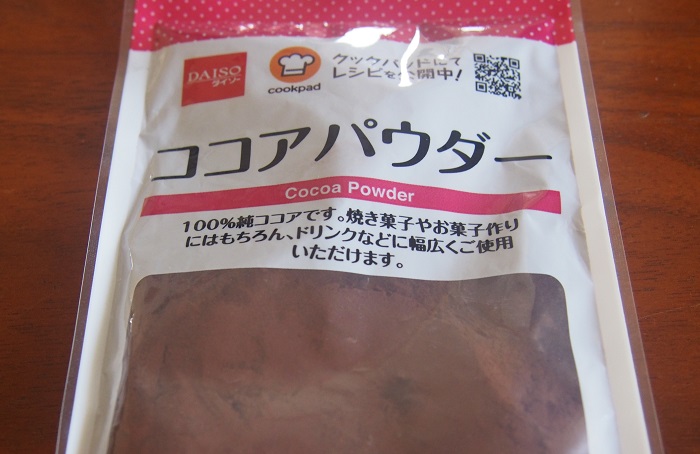 DAISO
ダイソー
cookpad
クックパッドにて
レシピを公開中!
ココアパウダー
Cocoa Powder
100%純ココアです。焼き菓子やお菓子作り
にはもちろん、ドリンクなどに幅広くご使用
いただけます。